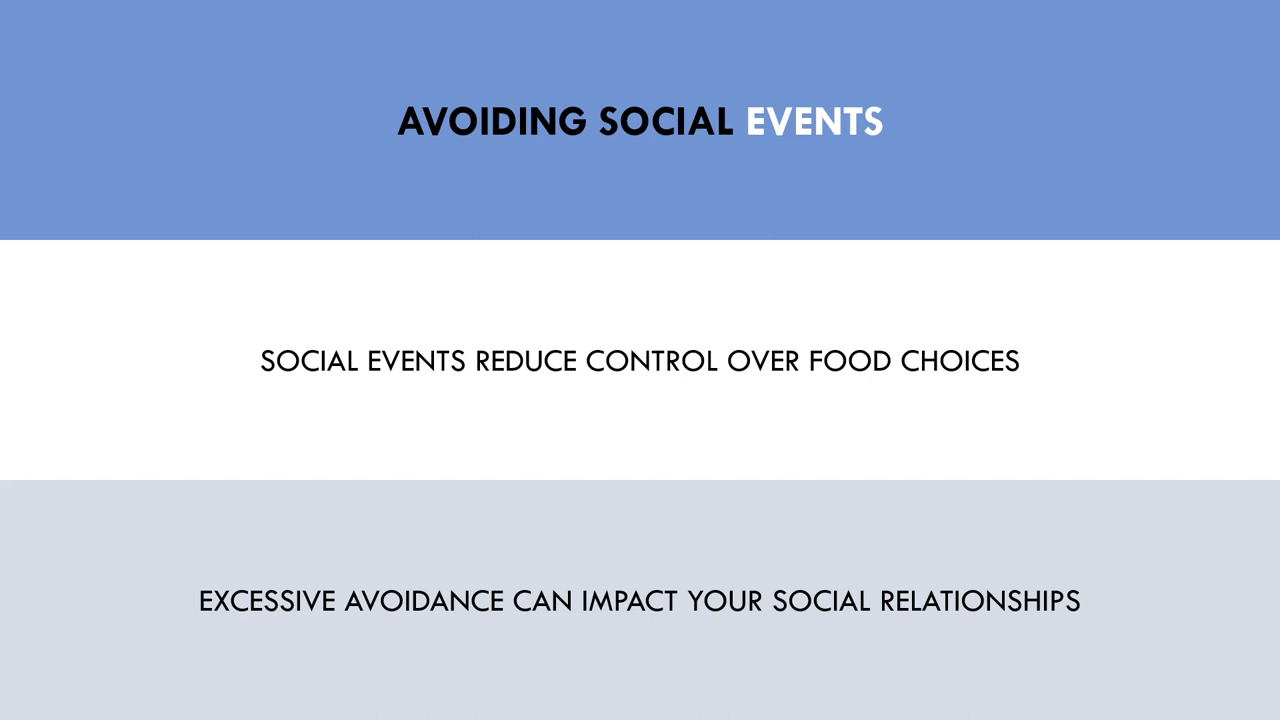 AVOIDING SOCIAL EVENTS
SOCIAL EVENTS REDUCE CONTROL OVER FOOD CHOICES
EXCESSIVE AVOIDANCE CAN IMPACT YOUR SOCIAL RELATIONSHIPS